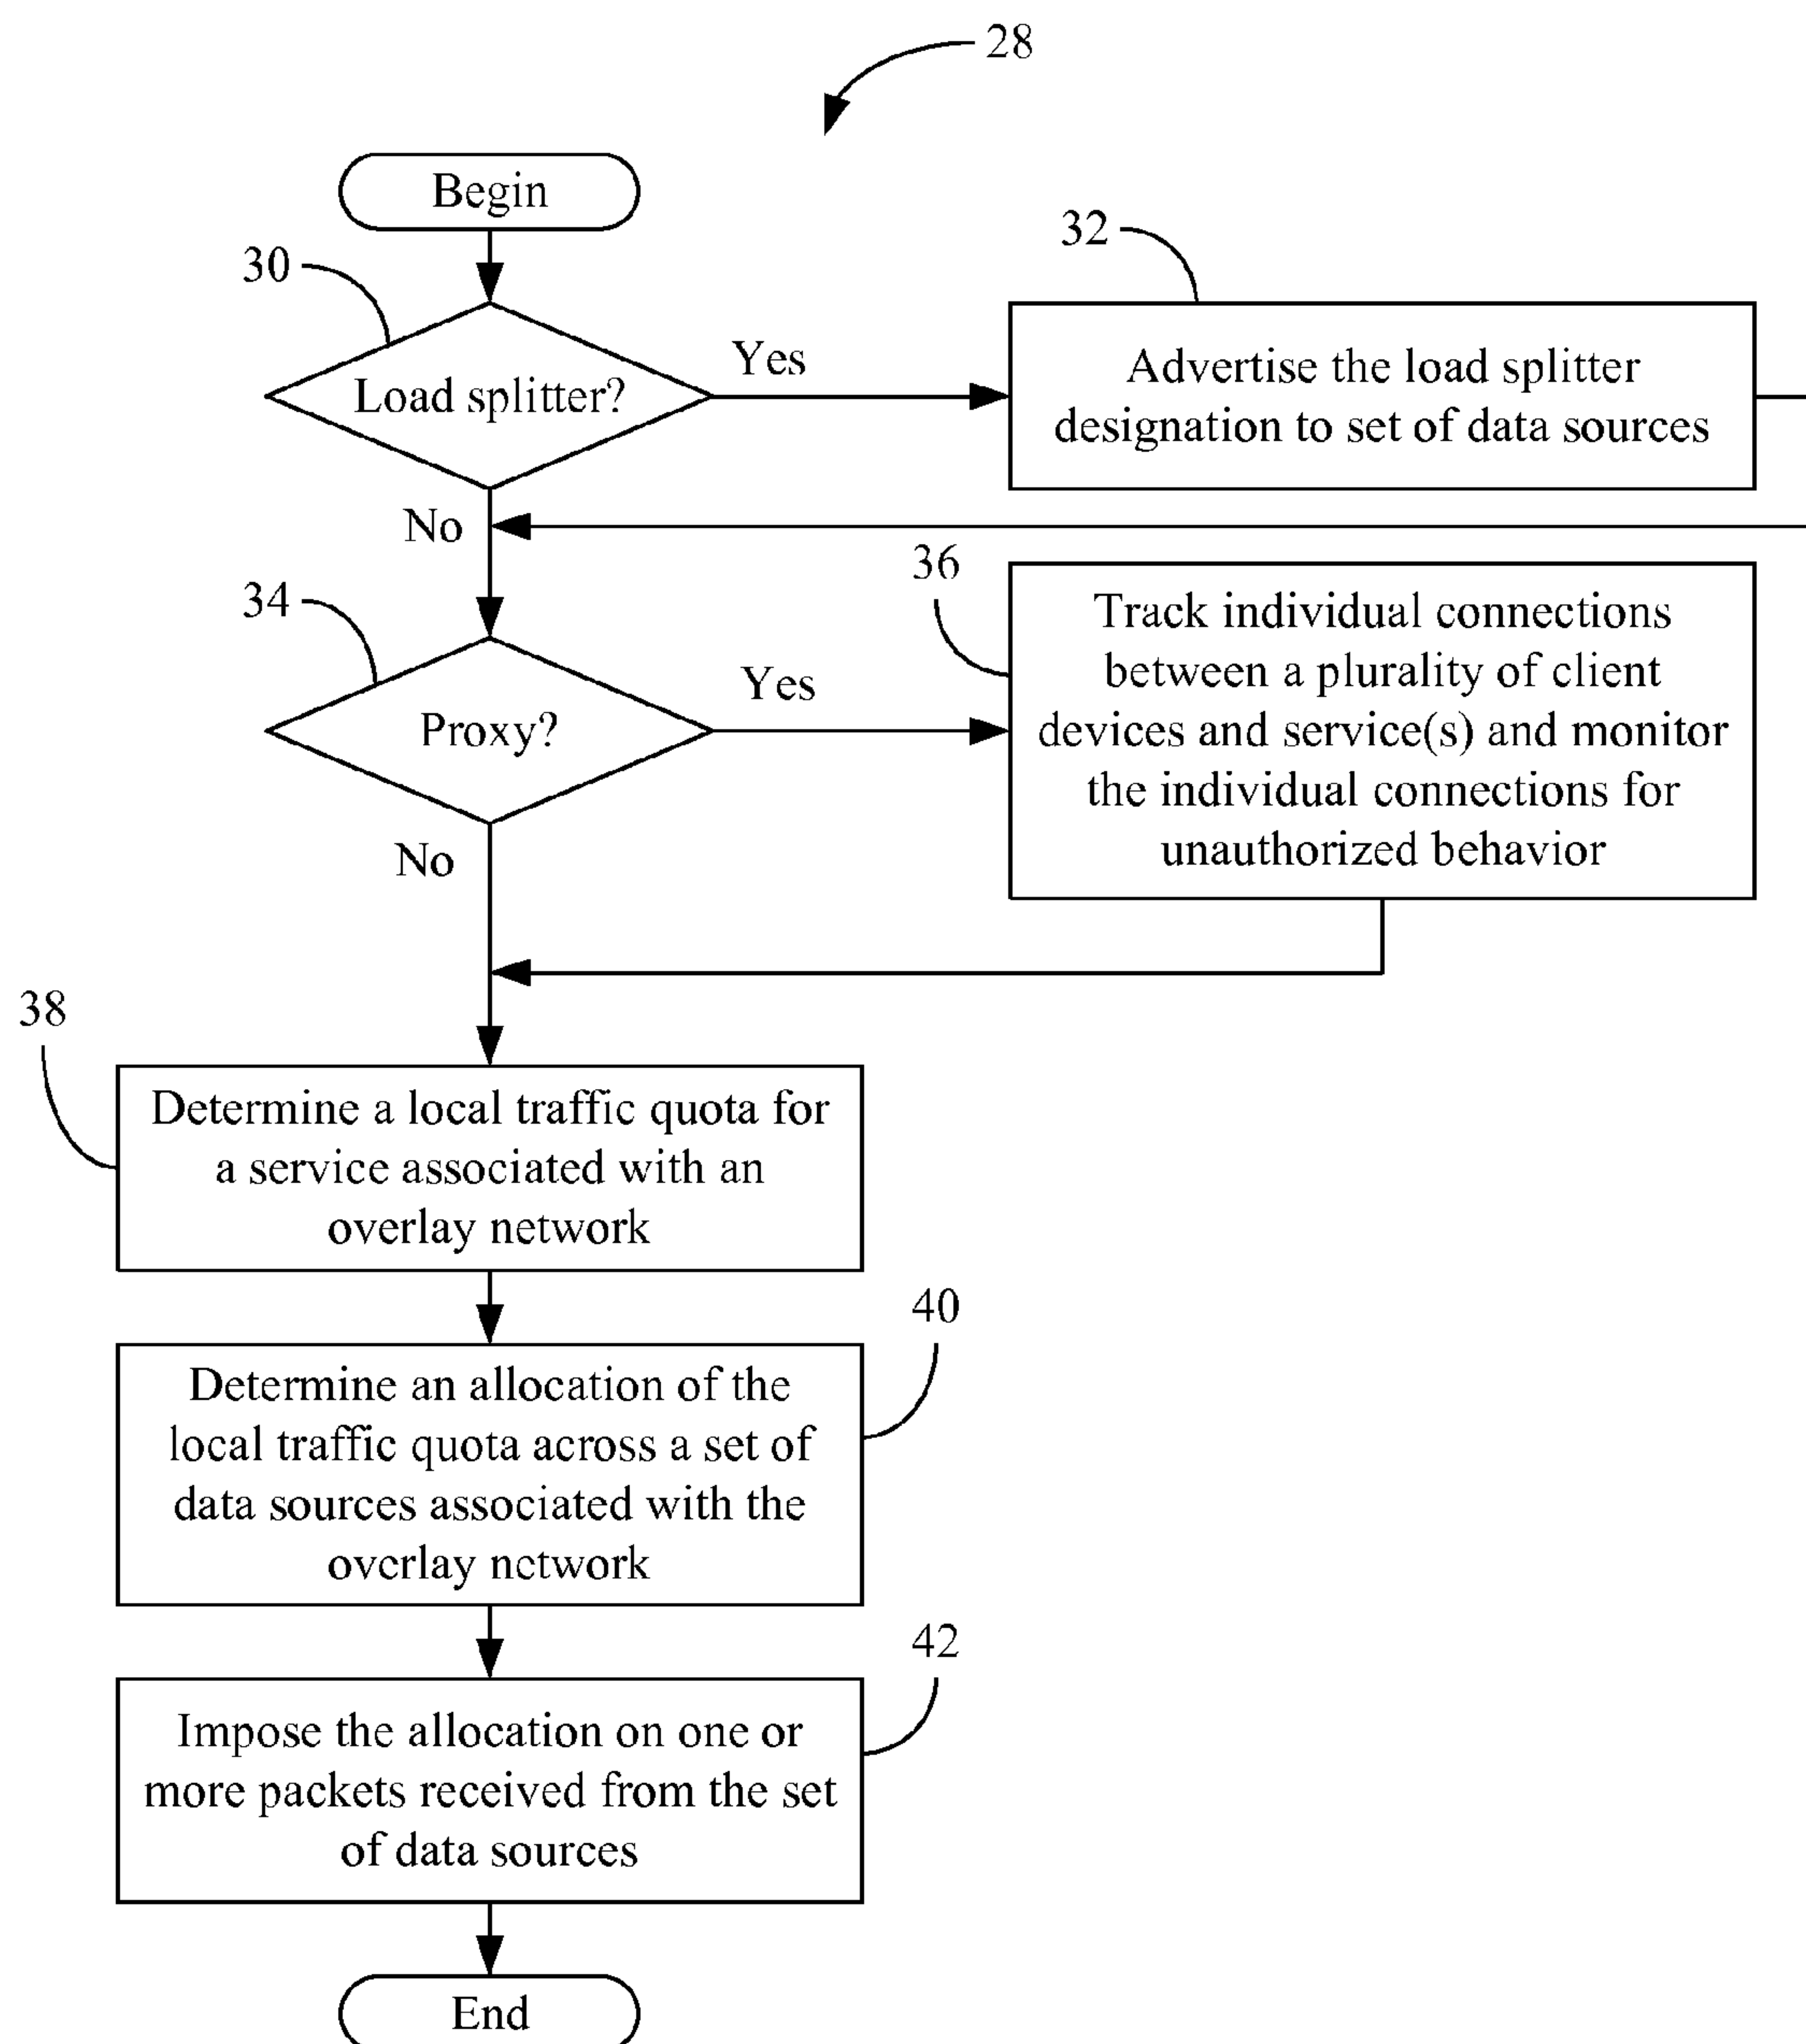 28
Begin
30
32
Load splitter?
Yes
Advertise the load splitter
designation to set of data sources
No
34
36
Proxy?
Yes
Track individual connections
between a plurality of client
devices and service(s) and monitor
the individual connections for
unauthorized behavior
No
38
Determine a local traffic quota for
a service associated with an
overlay network
40
Determine an allocation of the
local traffic quota across a set of
data sources associated with the
overlay network
42
Impose the allocation on one or
more packets received from the set
of data sources
End